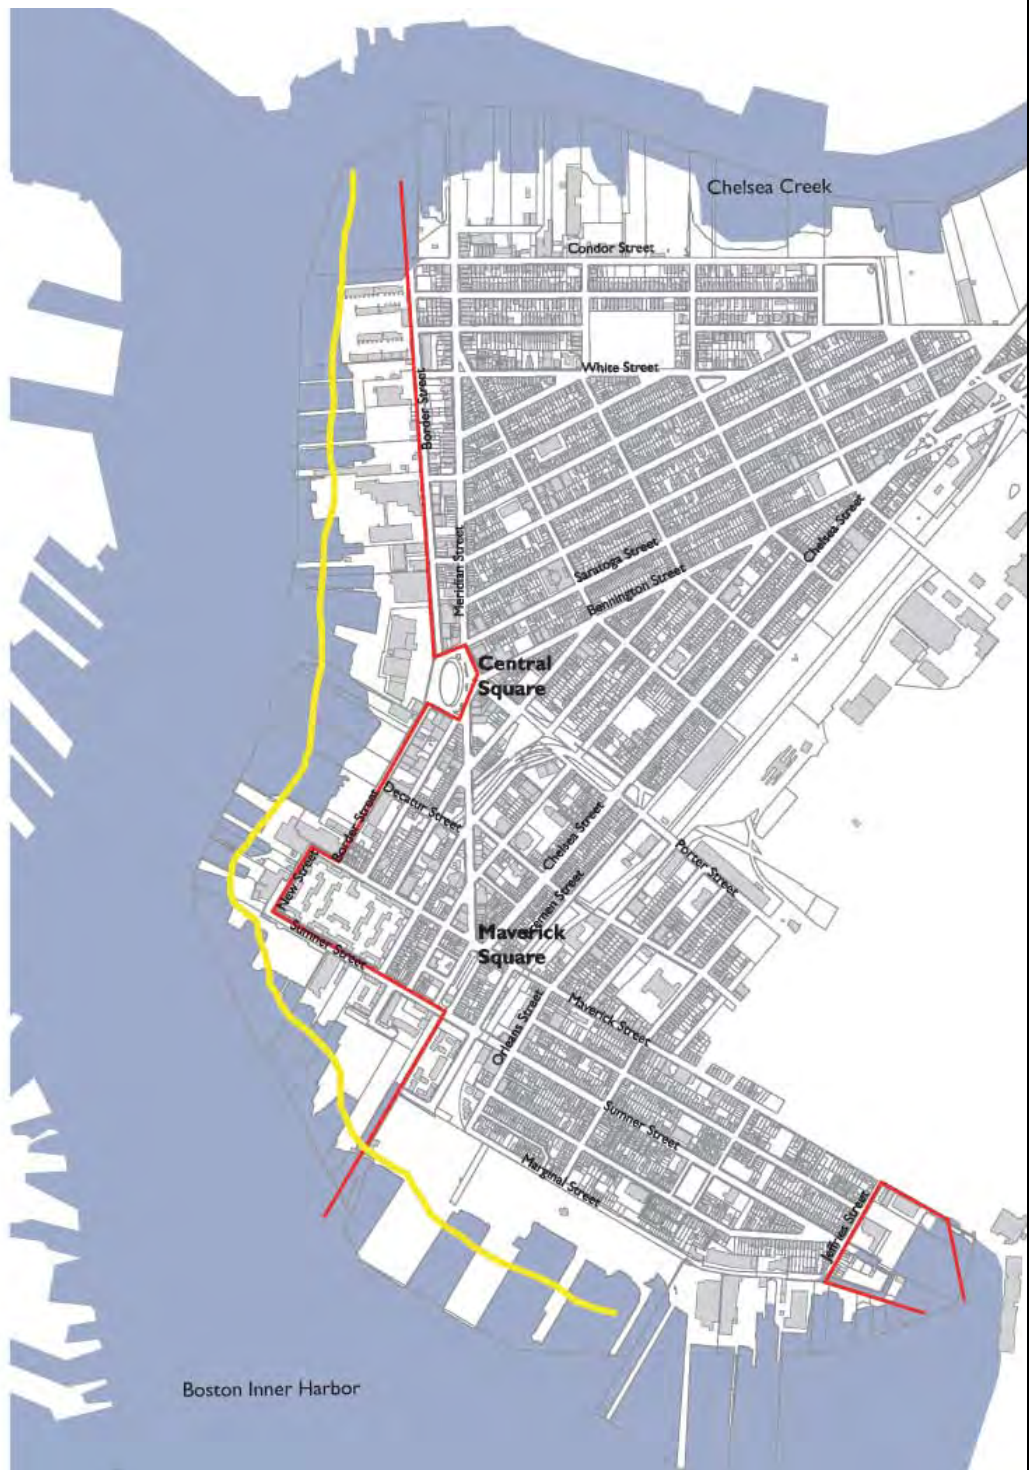 Chelsea Creek
Condor Street
White Street
Border Street
Meridian Street
Saratoga Street
Bennington Street
Chelsea Street
Central
Square
Decatur Street
Border Street
New Street
Chelsea Street
Porter Street
Sumner Street
Maverick
Square
Orleans Street
Maverick Street
Sumner Street
Marginal Street
Jeffries Street
Boston Inner Harbor